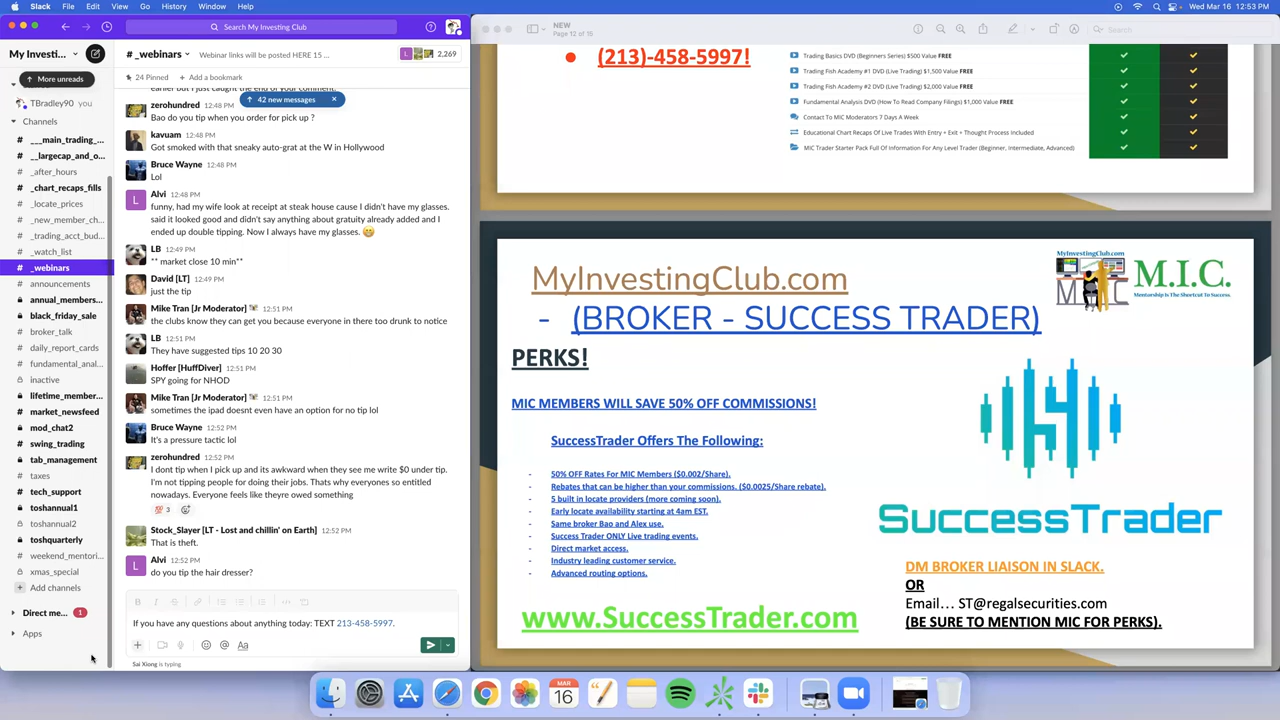 Finder File Edit View Go Window Help
Wed Mar 16 12:53 PM
Search My Investing Club
My Investi...
More unreads
TBradley90 you
Channels
# ___main_trading_...
# __largecap_and_o...
# _after_hours
# _chart_recaps_fills
# _locate_prices
# _new_member_ch...
# _trading_acct_bud...
# _watch_list
# _webinars
# announcements
annual_members...
black_friday_sale
# broker_talk
# daily_report_cards
# fundamental_anal...
inactive
lifetime_member...
# market_newsfeed
mod_chat2
# swing_trading
tab_management
# taxes
# tech_support
# toshannual1
toshannual2
# toshquarterly
# weekend_mentori...
xmas_special
Add channels
Direct me... 1
Apps
# _webinars
Webinar links will be posted HERE 15 ...
2,269
24 Pinned
Add a bookmark
42 new messages
zerohundred 12:48 PM
Bao do you tip when you order for pick up ?
kavuam 12:48 PM
Got smoked with that sneaky auto-grat at the W in Hollywood
Bruce Wayne 12:48 PM
Lol
Alvi 12:48 PM
funny, had my wife look at receipt at steak house cause I didn't have my glasses.
said it looked good and didn't say anything about gratuity already added and I
ended up double tipping. Now I always have my glasses.
LB 12:49 PM
** market close 10 min**
David [LT] 12:49 PM
just the tip
Mike Tran [Jr Moderator] 12:51 PM
the clubs know they can get you because everyone in there too drunk to notice
LB 12:51 PM
They have suggested tips 10 20 30
Hoffer [HuffDiver] 12:51 PM
SPY going for NHOD
Mike Tran [Jr Moderator] 12:51 PM
sometimes the ipad doesnt even have an option for no tip lol
Bruce Wayne 12:52 PM
It's a pressure tactic lol
zerohundred 12:52 PM
I dont tip when I pick up and its awkward when they see me write $0 under tip.
I'm not tipping people for doing their jobs. Thats why everyones so entitled
nowadays. Everyone feels like theyre owed something
3
Stock_Slayer [LT - Lost and chillin' on Earth] 12:52 PM
That is theft.
Alvi 12:52 PM
do you tip the hair dresser?
If you have any questions about anything today: TEXT 213-458-5997.
Sai Xiong is typing
NEW
Page 12 of 19
Search
(213)-458-5997!
Trading Basics DVD (Beginners Series) $500 Value FREE
Trading Fish Academy #1 DVD (Live Trading) $1,500 Value FREE
Trading Fish Academy #2 DVD (Live Trading) $2,000 Value FREE
Fundamental Analysis DVD (How To Read Company Filings) $1,000 Value FREE
Contact To MIC Moderators 7 Days A Week
Educational Chart Recaps Of Live Trades With Entry + Exit + Thought Process Included
MIC Trader Starter Pack Full Of Information For Any Level Trader (Beginner, Intermediate, Advanced)
MyInvestingClub.com
- (BROKER - SUCCESS TRADER)
MyInvestingClub.com
M.I.C.
Mentorship Is The Shortcut To Success.
PERKS!
MIC MEMBERS WILL SAVE 50% OFF COMMISSIONS!
SuccessTrader Offers The Following:
- 50% OFF Rates For MIC Members ($0.002/Share).
- Rebates that can be higher than your commissions. ($0.0025/Share rebate).
- 5 built in locate providers (more coming soon).
- Early locate availability starting at 4am EST.
- Same broker Bao and Alex use.
- Success Trader ONLY Live trading events.
- Direct market access.
- Industry leading customer service.
- Advanced routing options.
www.SuccessTrader.com
SUCCESSTRADER
DM BROKER LIAISON IN SLACK.
OR
Email... ST@regalsecurities.com
(BE SURE TO MENTION MIC FOR PERKS).
MAR
16